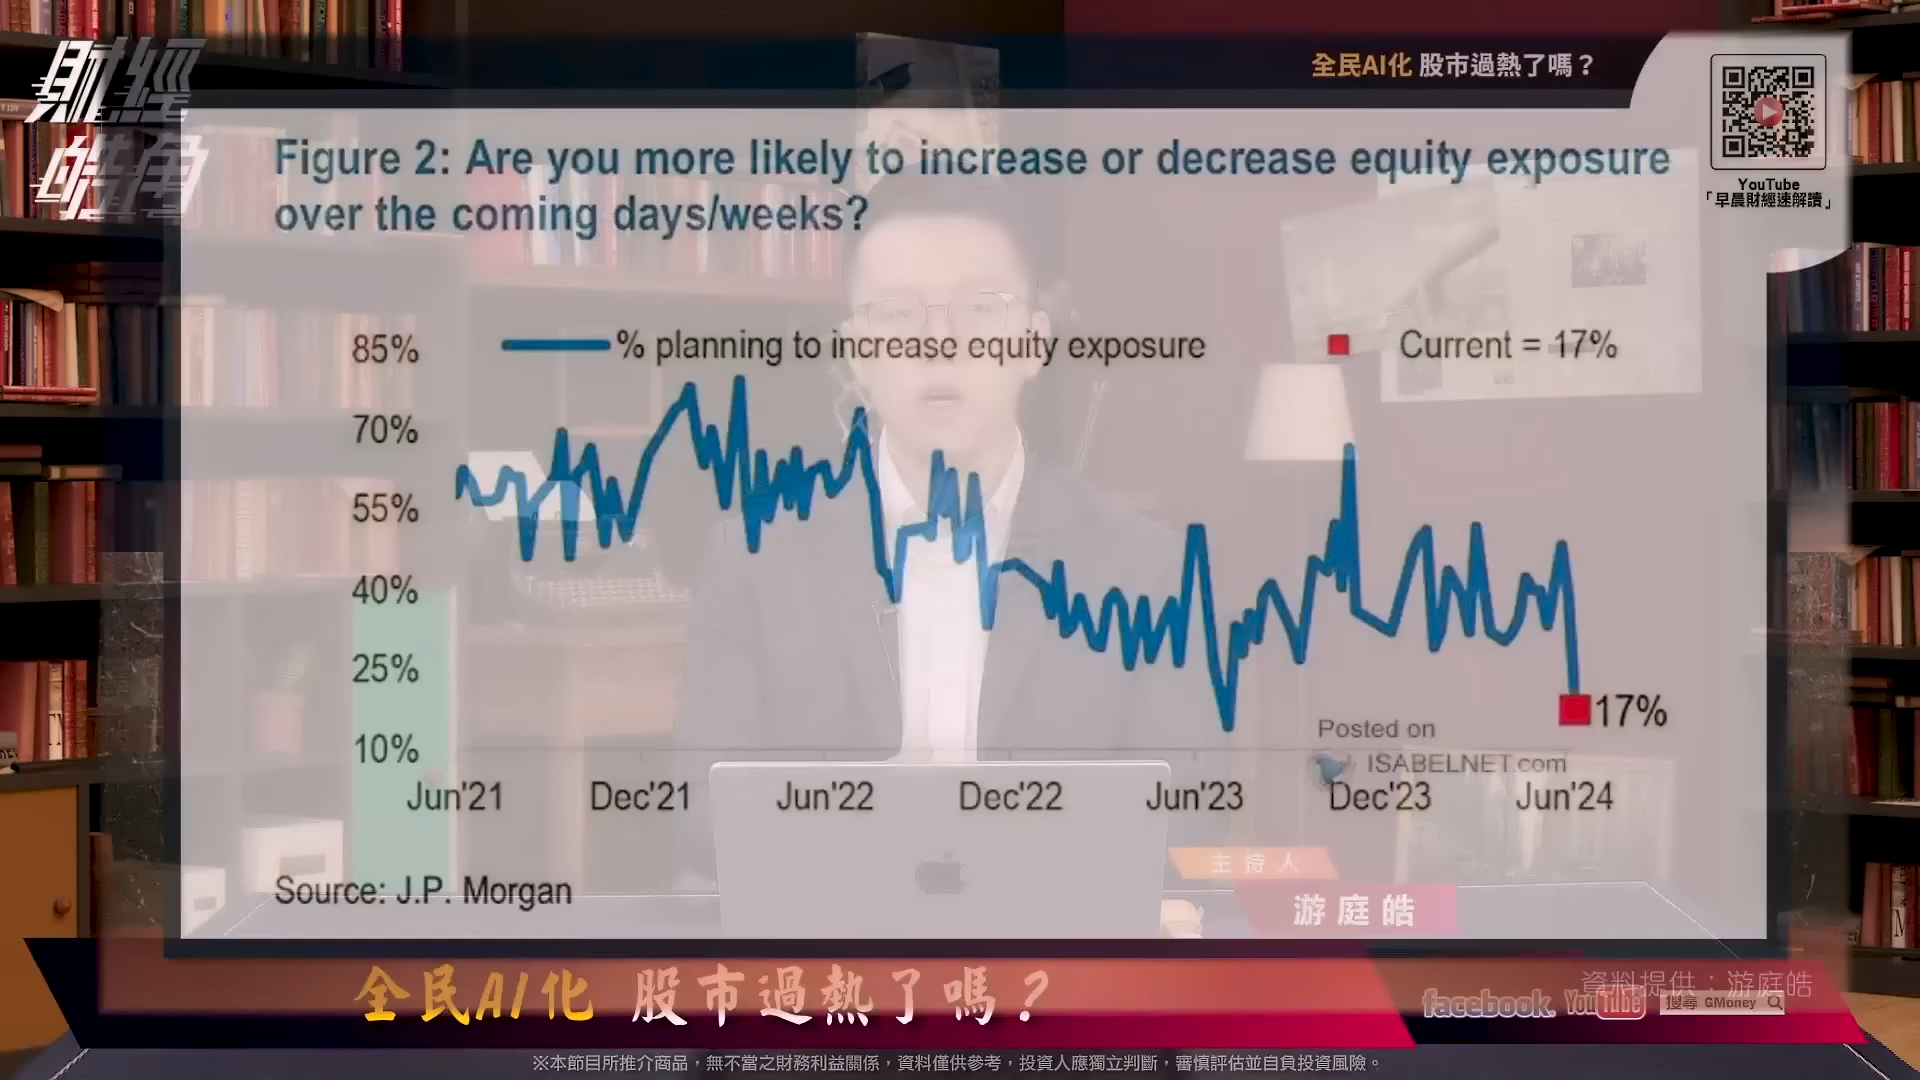 財經
皓角
全民AI化 股市過熱了嗎？
YouTube
「早晨財經速解讀」
Figure 2: Are you more likely to increase or decrease equity exposure
over the coming days/weeks?
% planning to increase equity exposure
Current = 17%
85%
70%
55%
40%
25%
10%
17%
Posted on
ISABELNET.com
Jun'21 Dec'21 Jun'22 Dec'22 Jun'23 Dec'23 Jun'24
Source: J.P. Morgan
主持人
游庭皓
全民AI化 股市過熱了嗎？
資料提供：游庭皓
facebook. YouTube 搜尋 GMoney
※本節目所推介商品，無不當之財務利益關係，資料僅供參考，投資人應獨立判斷，審慎評估並自負投資風險。